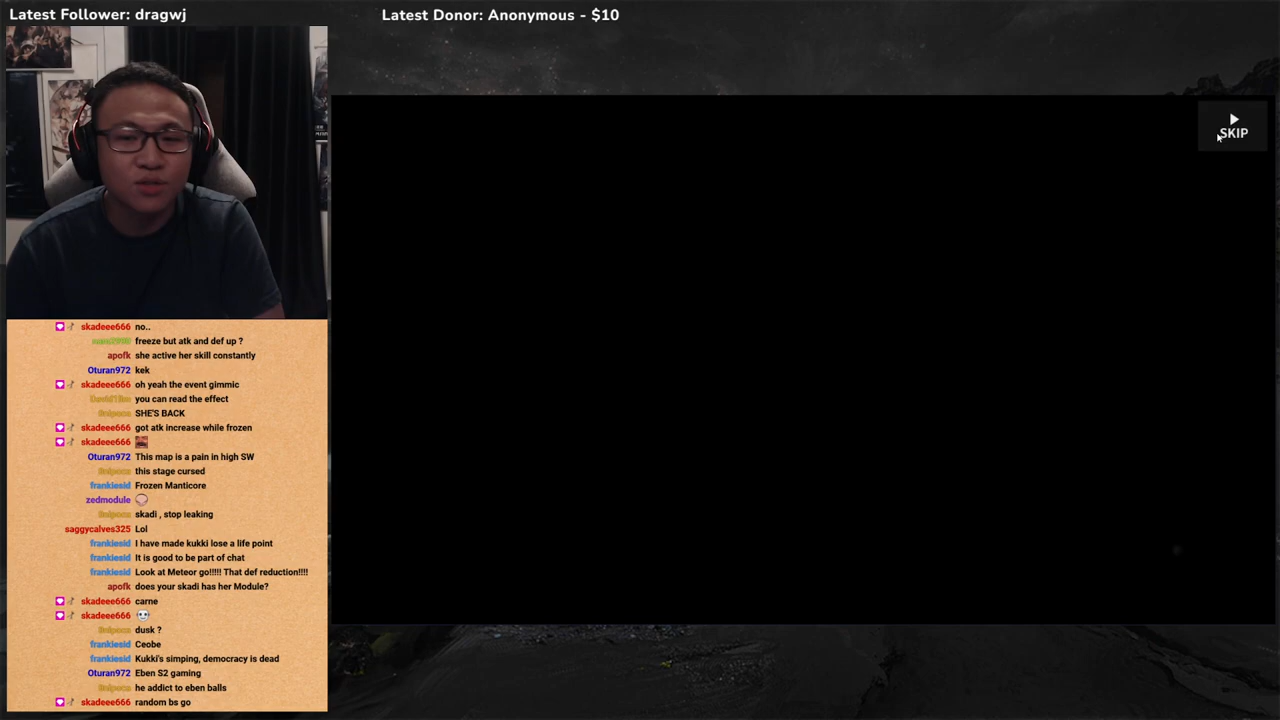 Latest Follower: dragwj
Latest Donor: Anonymous - $10
SKIP
skadeee666 no..
freeze but atk and def up ?
apofk she active her skill constantly
Oturan972 kek
skadeee666 oh yeah the event gimmic
you can read the effect
SHE'S BACK
skadeee666 got atk increase while frozen
skadeee666
Oturan972 This map is a pain in high SW
this stage cursed
frankiesid Frozen Manticore
zedmodule
skadi , stop leaking
saggycalves325 Lol
frankiesid I have made kukki lose a life point
frankiesid It is good to be part of chat
frankiesid Look at Meteor go!!!!! That def reduction!!!!
apofk does your skadi has her Module?
skadeee666 carne
skadeee666
dusk ?
frankiesid Ceobe
frankiesid Kukki's simping, democracy is dead
Oturan972 Eben S2 gaming
he addict to eben balls
skadeee666 random bs go